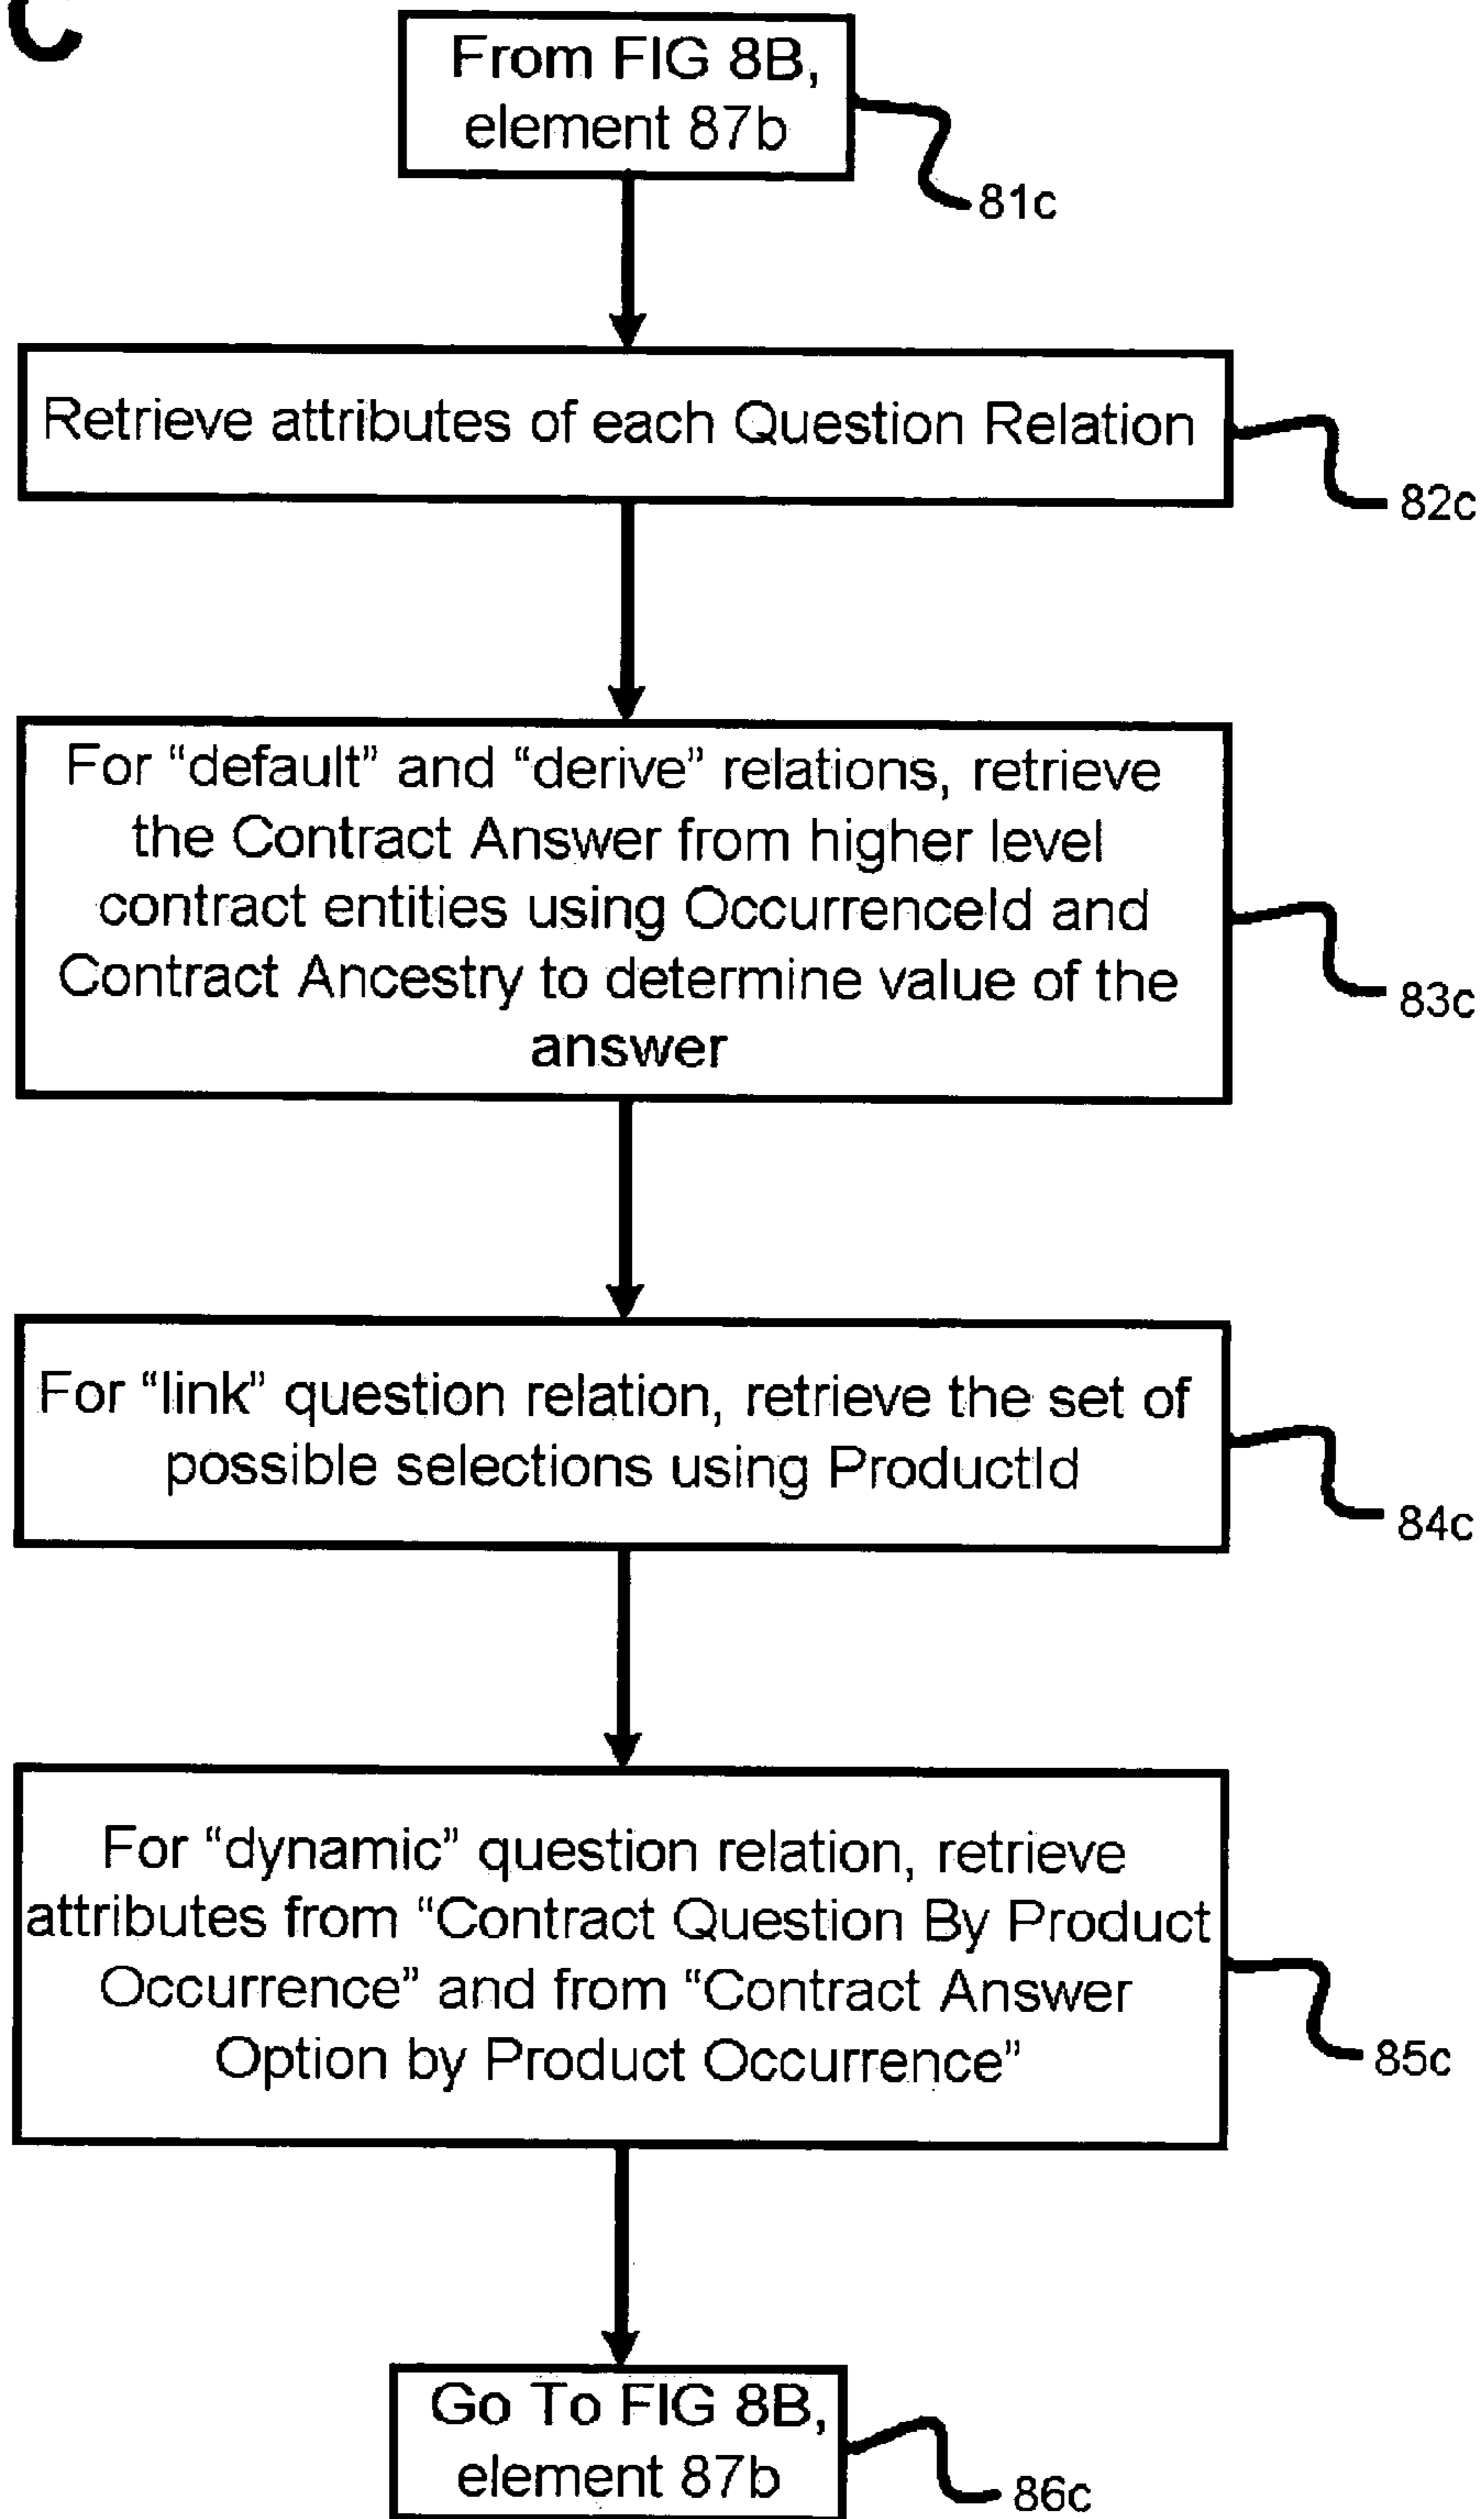 C
From FIG 8B,
element 87b
81c
Retrieve attributes of each Question Relation
82c
For “default” and “derive” relations, retrieve
the Contract Answer from higher level
contract entities using OccurrenceId and
Contract Ancestry to determine value of the
answer
83c
For “link” question relation, retrieve the set of
possible selections using ProductId
84c
For “dynamic” question relation, retrieve
attributes from “Contract Question By Product
Occurrence” and from “Contract Answer
Option by Product Occurrence”
85c
Go To FIG 8B,
element 87b
86c